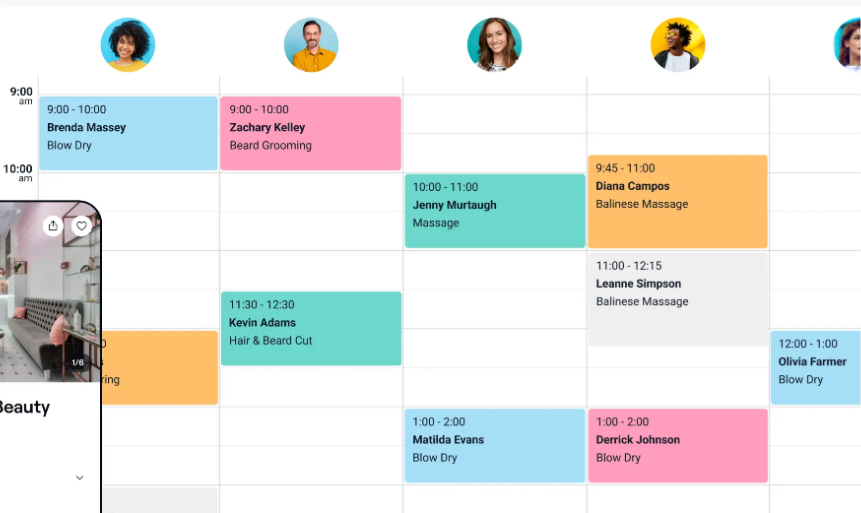 9:00
am
9:00 - 10:00
Brenda Massey
Blow Dry
9:00 - 10:00
Zachary Kelley
Beard Grooming
9:45 - 11:00
Diana Campos
Balinese Massage
10:00
am
10:00 - 11:00
Jenny Murtaugh
Massage
11:00 - 12:15
Leanne Simpson
Balinese Massage
11:30 - 12:30
Kevin Adams
Hair & Beard Cut
12:00 - 1:00
Olivia Farmer
Blow Dry
1/6
ring
Beauty
1:00 - 2:00
Matilda Evans
Blow Dry
1:00 - 2:00
Derrick Johnson
Blow Dry